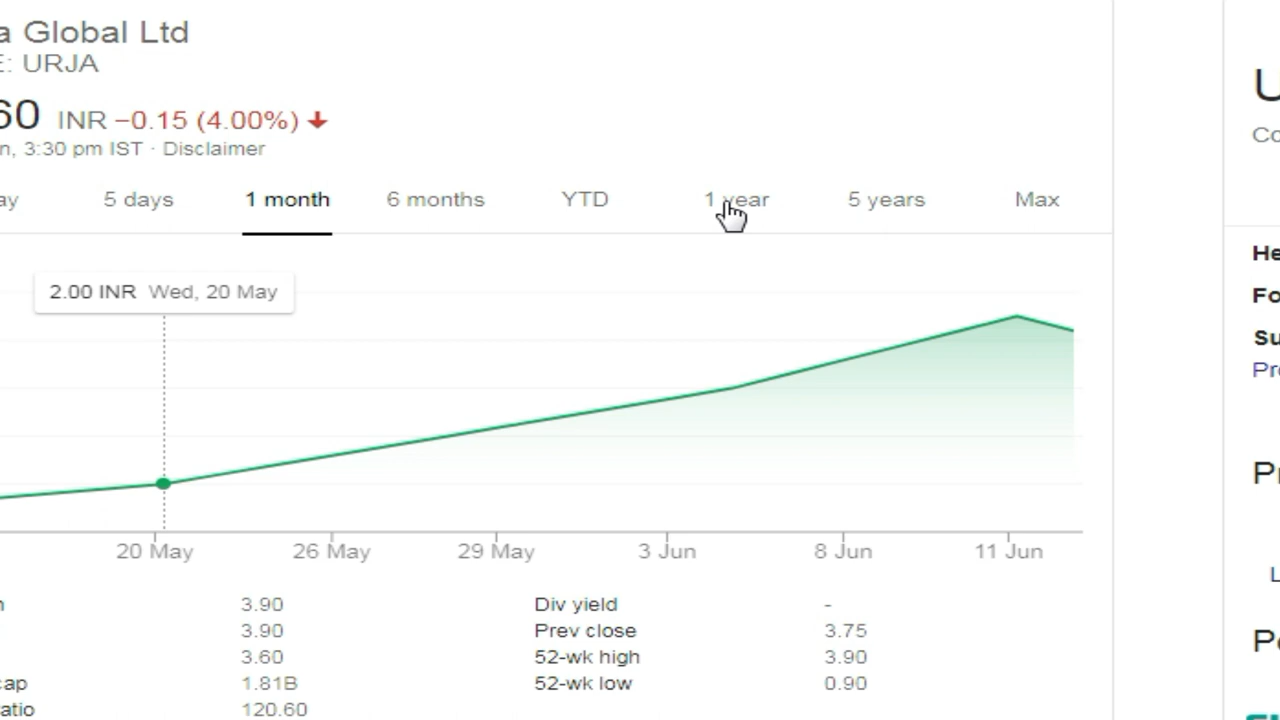 a Global Ltd
E: URJA
60 INR −0.15 (4.00%)
n, 3:30 pm IST · Disclaimer
ay 5 days 1 month 6 months YTD 1 year 5 years Max
2.00 INR Wed, 20 May
20 May 26 May 29 May 3 Jun 8 Jun 11 Jun
n 3.90 Div yield -
3.90 Prev close 3.75
3.60 52-wk high 3.90
cap 1.81B 52-wk low 0.90
atio 120.60
U
Co
He
Fo
Su
Pr
Pr
L
Pe